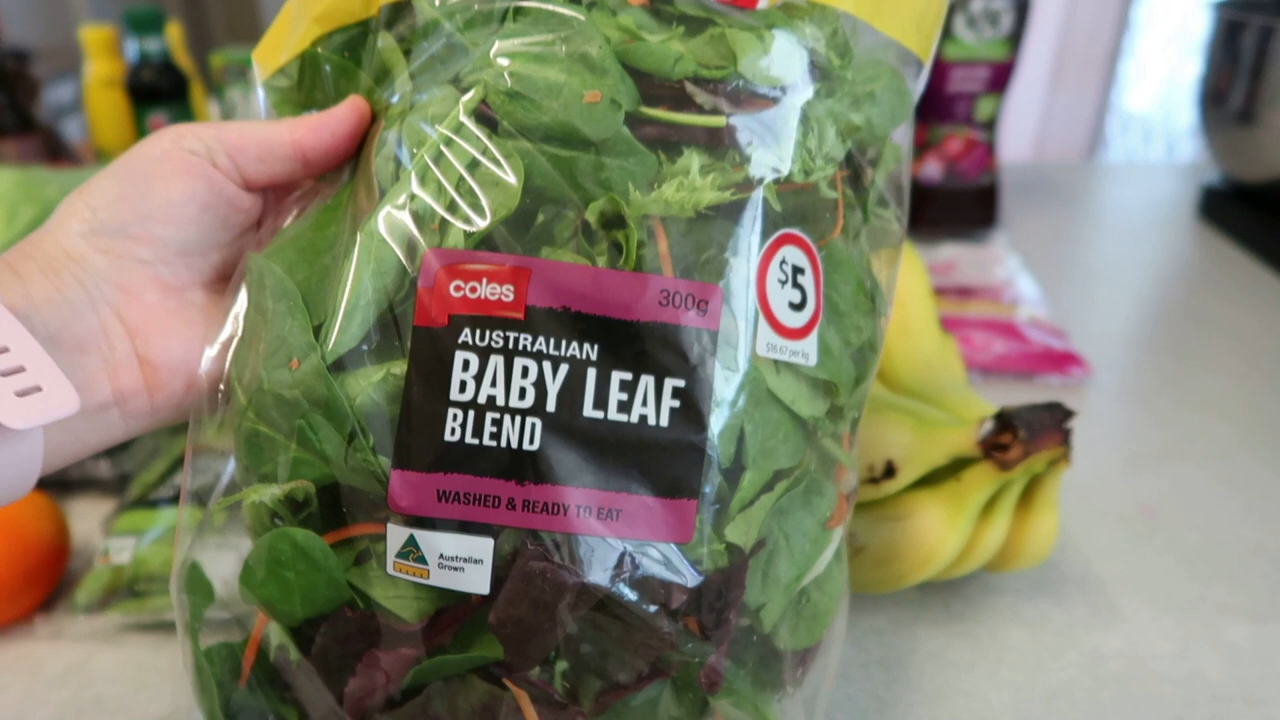 coles
300g
AUSTRALIAN
BABY LEAF
BLEND
WASHED & READY TO EAT
Australian
Grown
$5
$16.67 per kg